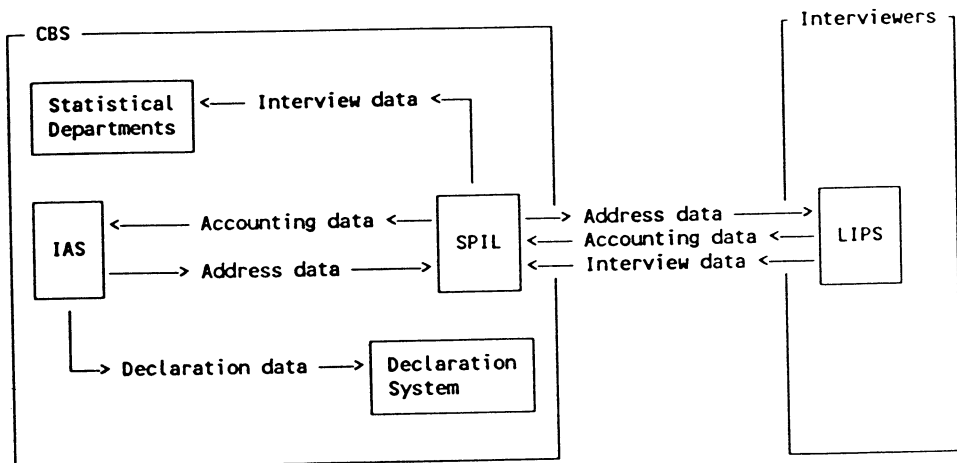 Interviewers
CBS
Statistical
Departments
Interview data
IAS
Accounting data
Address data
SPIL
Address data
Accounting data
Interview data
LIPS
Declaration data
Declaration
System